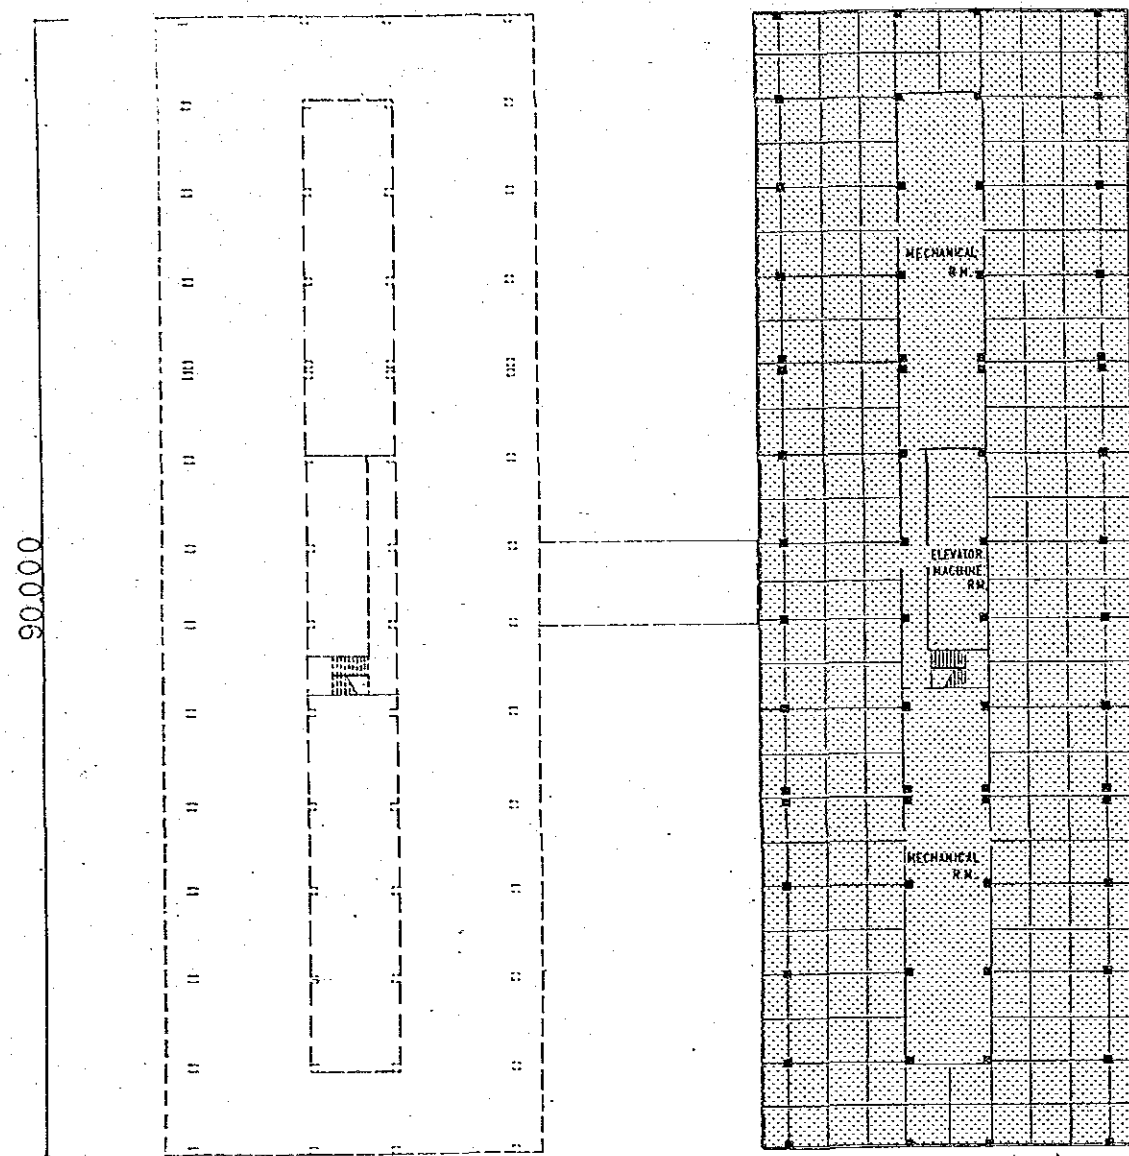 90.000
MECHANICAL
RM.
ELEVATOR
MACHINE
RM
MECHANICAL
RM.